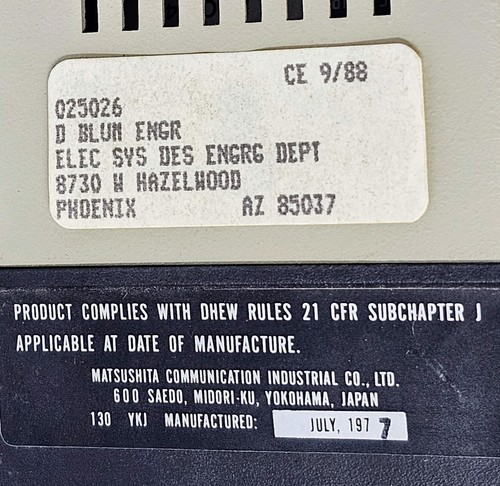 CE 9/88
025026
D BLUM ENGR
ELEC SYS DES ENGRG DEPT
8730 W HAZELWOOD
PHOENIX AZ 85037
PRODUCT COMPLIES WITH DHEW RULES 21 CFR SUBCHAPTER J
APPLICABLE AT DATE OF MANUFACTURE.
MATSUSHITA COMMUNICATION INDUSTRIAL CO., LTD.
600 SAEDO, MIDORI-KU, YOKOHAMA, JAPAN
130 YKJ MANUFACTURED: JULY, 1977